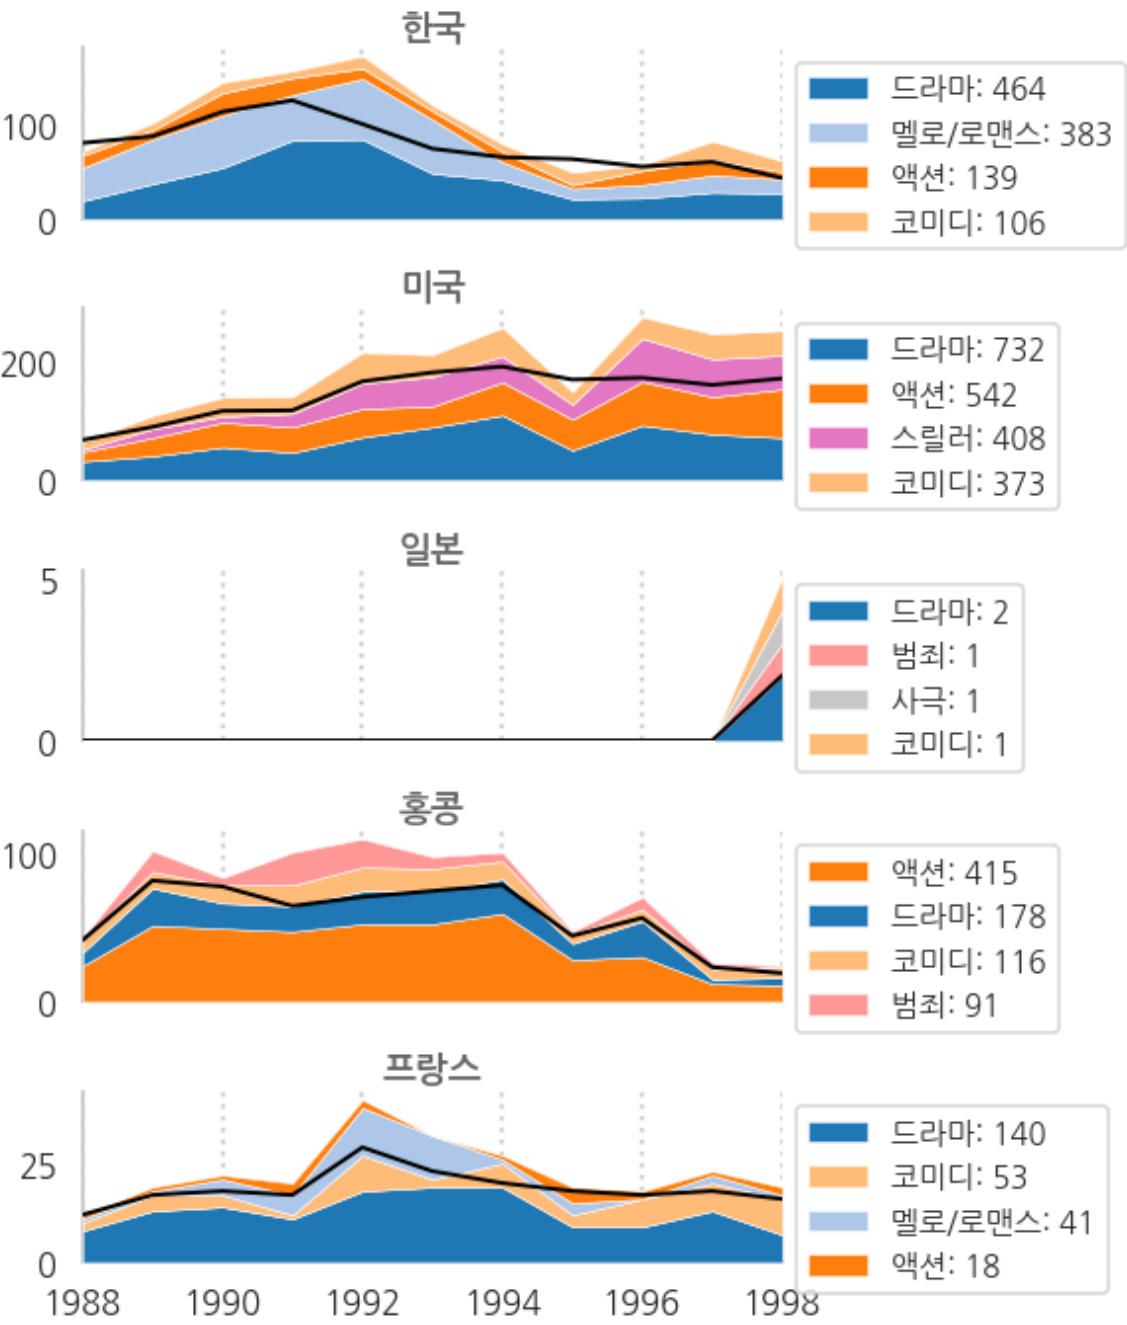 한국
100
0
드라마: 464
멜로/로맨스: 383
액션: 139
코미디: 106
미국
200
0
드라마: 732
액션: 542
스릴러: 408
코미디: 373
일본
5
0
드라마: 2
범죄: 1
사극: 1
코미디: 1
홍콩
100
0
액션: 415
드라마: 178
코미디: 116
범죄: 91
프랑스
25
0
드라마: 140
코미디: 53
멜로/로맨스: 41
액션: 18
1988 1990 1992 1994 1996 1998